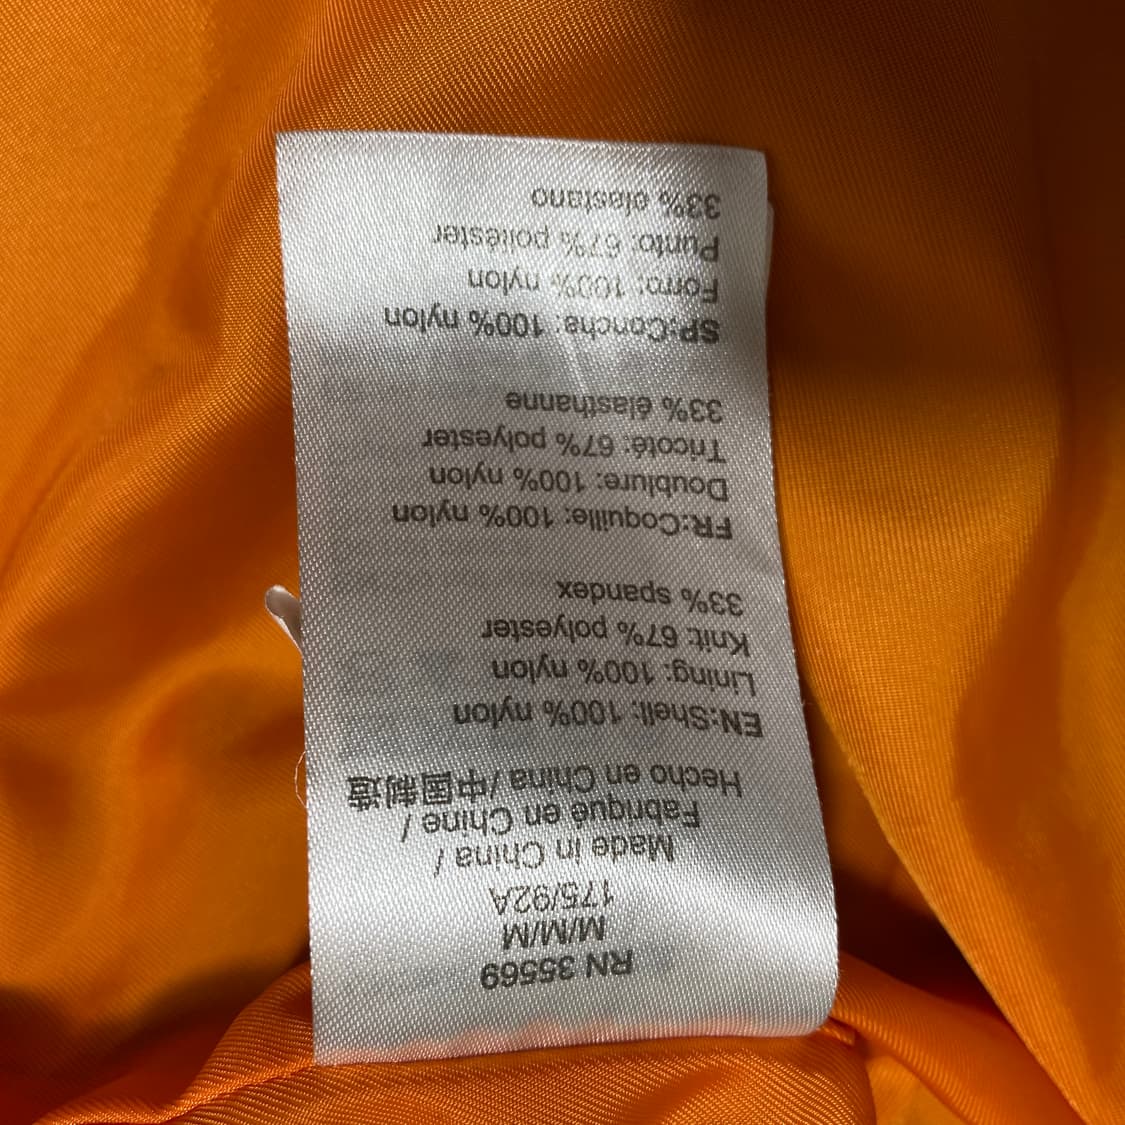 RN 35569
M/M/M
175/92A
Made in China /
Fabriqué en Chine /
Hecho en China /中国制造
EN:Shell: 100% nylon
Lining: 100% nylon
Knit: 67% polyester
33% spandex
FR:Coquille: 100% nylon
Doublure: 100% nylon
Tricoté: 67% polyester
33% élasthanne
SP:Concha: 100% nylon
Forro: 100% nylon
Punto: 67% poliéster
33% elastano